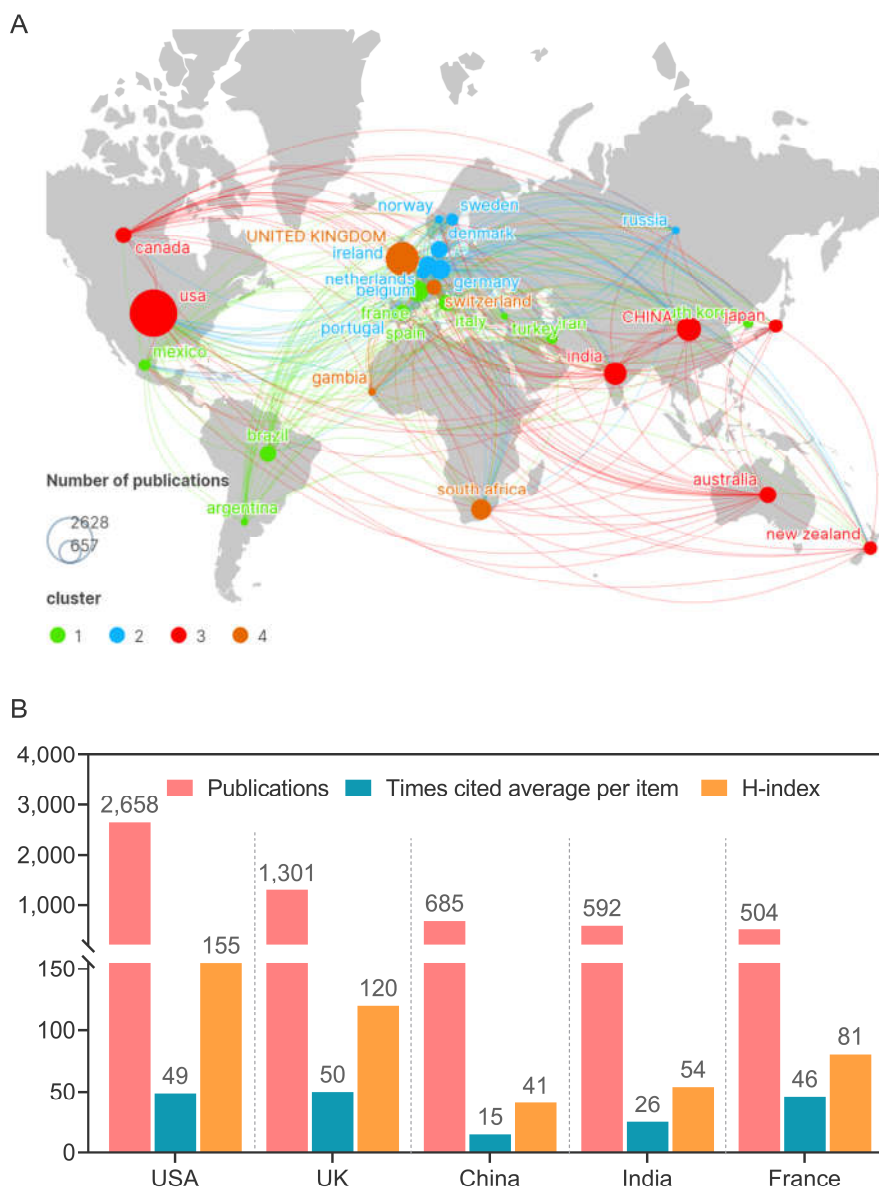 A
norway
sweden
russia
UNITED KINGDOM
denmark
ireland
canada
netherlands
germany
belgium
usa
switzerland
france
CHINA
japan
portugal
italy
turkey
spain
mexico
india
gambia
brazil
Number of publications
australia
south africa
argentina
2628
new zealand
657
cluster
1 2 3 4
B
4,000
Publications Times cited average per item H-index
3,000
2,658
2,000
1,301
1,000
685
592
504
155
150
120
100
81
50
49
50
54
41
46
15
26
0
USA UK China India France